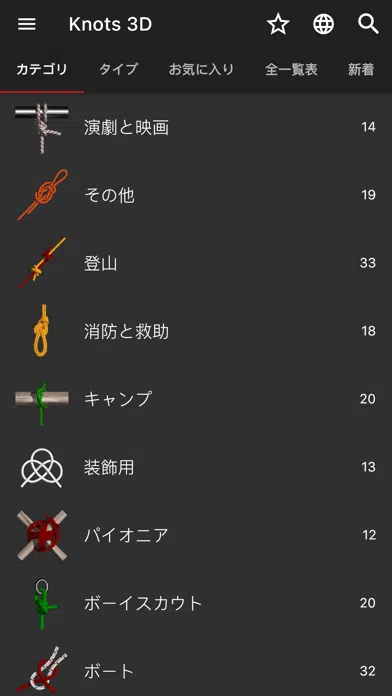 Knots 3D
カテゴリ タイプ お気に入り 全一覧表 新着
演劇と映画 14
その他 19
登山 33
消防と救助 18
キャンプ 20
装飾用 13
パイオニア 12
ボーイスカウト 20
ボート 32